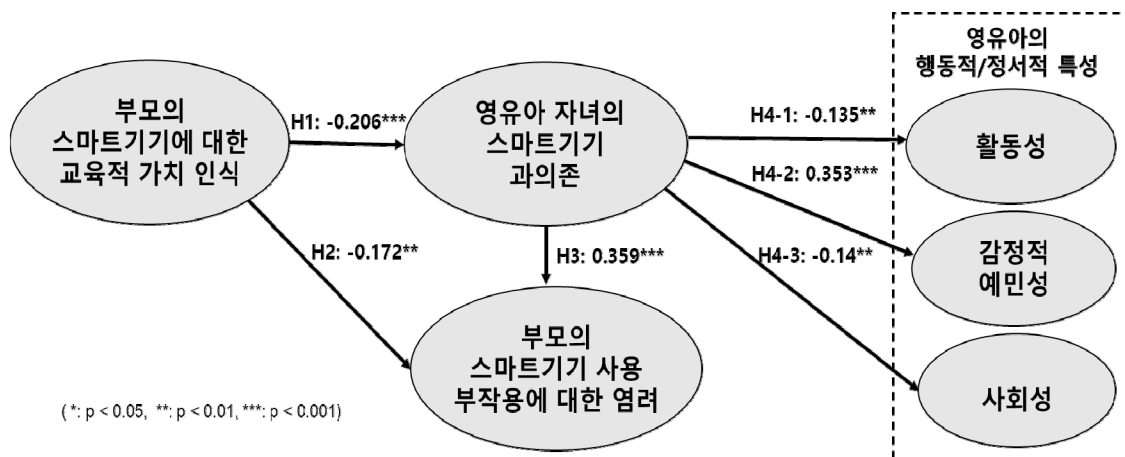 영유아의
행동적/정서적 특성
부모의
스마트기기에 대한
교육적 가치 인식
H1: -0.206***
영유아 자녀의
스마트기기
과의존
H4-1: -0.135**
활동성
H4-2: 0.353***
H2: -0.172**
H3: 0.359***
H4-3: -0.14**
감정적
예민성
부모의
스마트기기 사용
부작용에 대한 염려
사회성
( *: p < 0.05, **: p < 0.01, ***: p < 0.001)